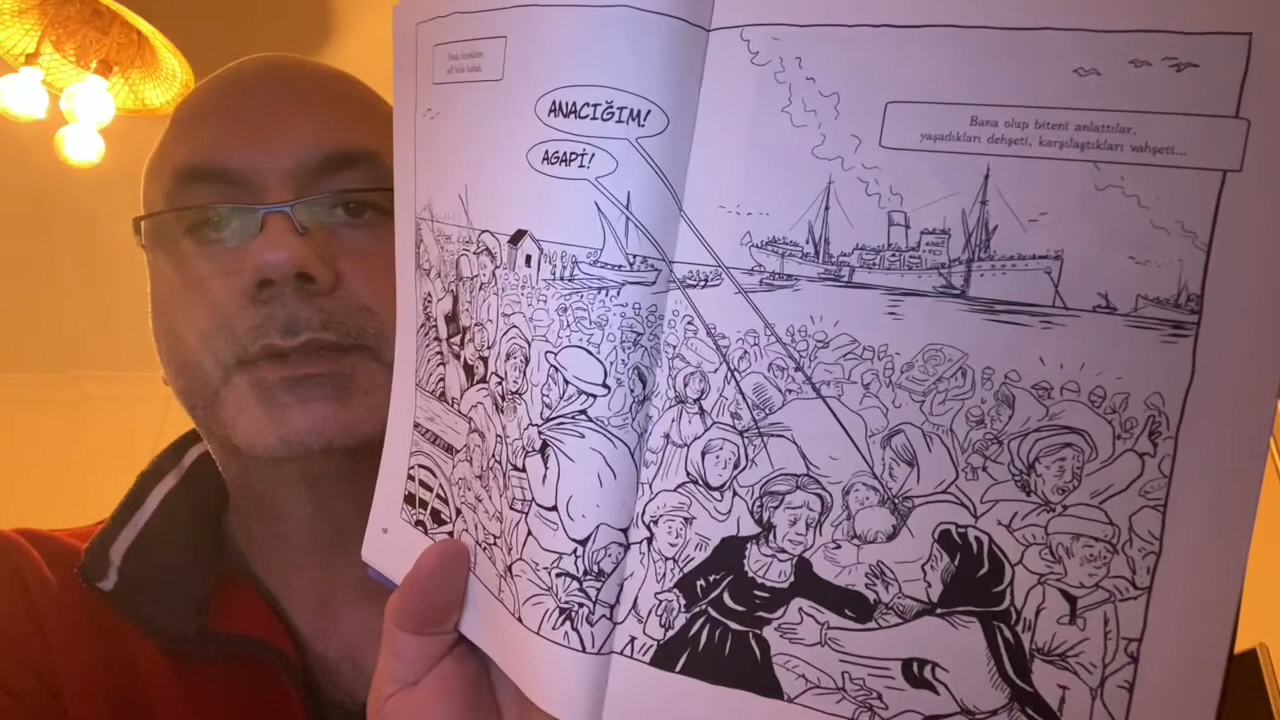 ANACIĞIM!
AGAPİ!
Bana olup biteni anlattılar,
yaşadıkları dehşeti, karşılaştıkları vahşeti...